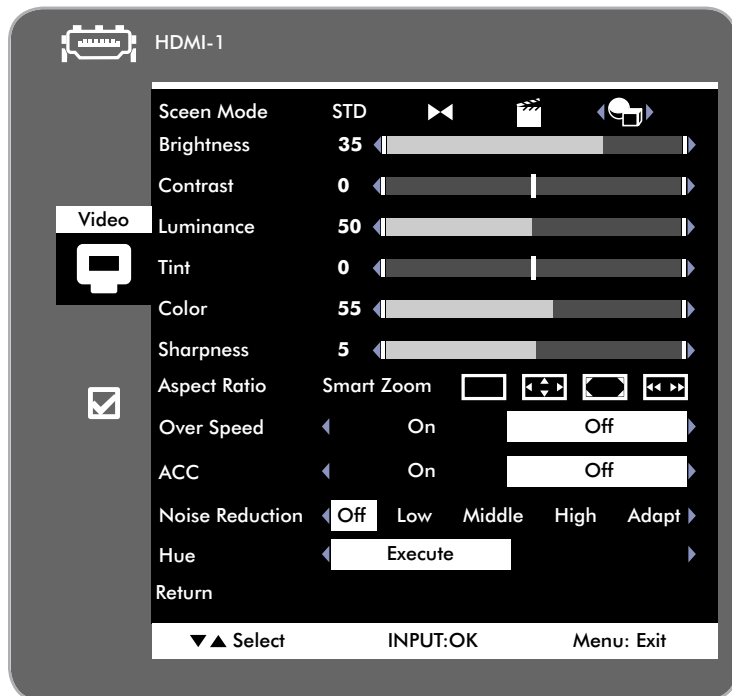 HDMI-1
Sceen Mode STD
Brightness 35
Contrast 0
Video
Luminance 50
Tint 0
Color 55
Sharpness 5
Aspect Ratio Smart Zoom
Over Speed On Off
ACC On Off
Noise Reduction Off Low Middle High Adapt
Hue Execute
Return
▼▲ Select INPUT:OK Menu: Exit